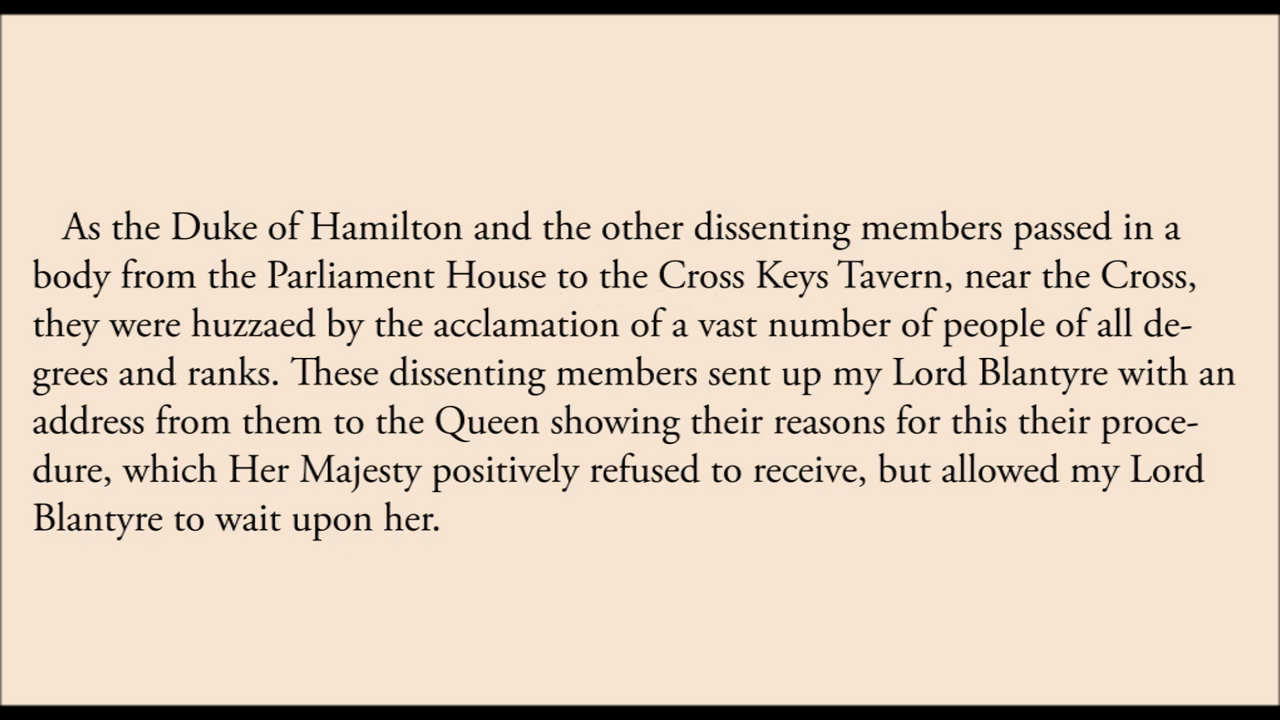 As the Duke of Hamilton and the other dissenting members passed in a
body from the Parliament House to the Cross Keys Tavern, near the Cross,
they were huzzaed by the acclamation of a vast number of people of all de-
grees and ranks. These dissenting members sent up my Lord Blantyre with an
address from them to the Queen showing their reasons for this their proce-
dure, which Her Majesty positively refused to receive, but allowed my Lord
Blantyre to wait upon her.